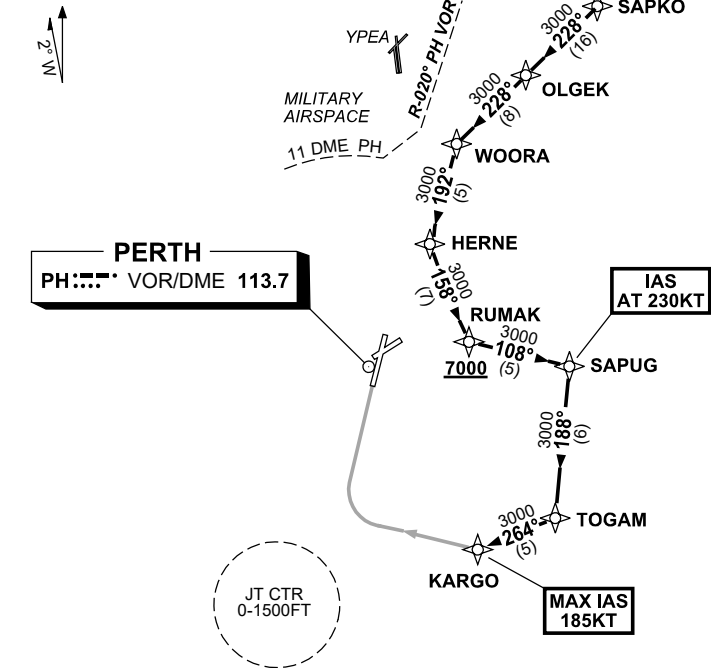 SAPKO
3000
228°
(16)
YPEA
R-020° PH VOR
OLGEK
MILITARY
AIRSPACE
3000
228°
(8)
11 DME PH
WOORA
2° W
3000
192°
(5)
HERNE
PERTH
PH VOR/DME 113.7
3000
158°
(7)
IAS
AT 230KT
RUMAK
7000
3000
108°
(5)
SAPUG
3000
188°
(6)
TOGAM
3000
264°
(5)
KARGO
JT CTR
0-1500FT
MAX IAS
185KT